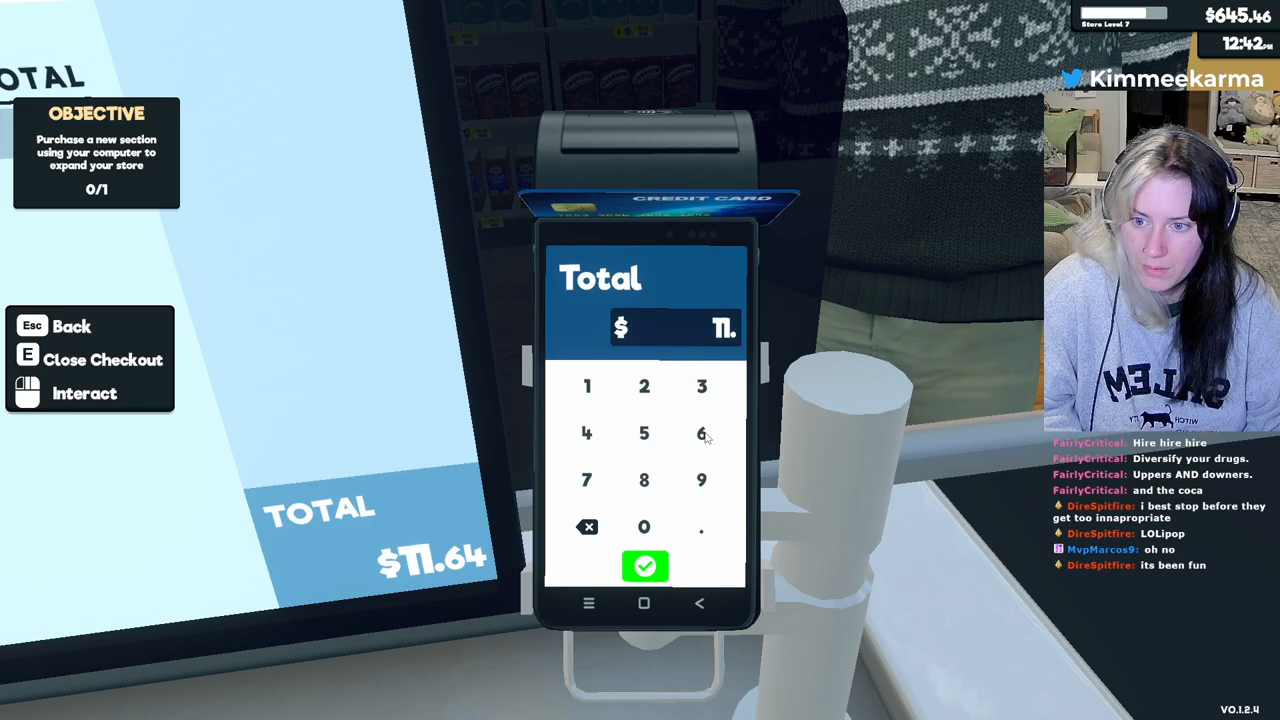 $645.46
Store Level 7
12:42PM
Kimmeekarma
OTAL
OBJECTIVE
Purchase a new section
using your computer to
expand your store
0/1
Esc Back
E Close Checkout
Interact
CREDIT CARD
Total
$ 11.
1 2 3
4 5 6
7 8 9
0 .
TOTAL
$11.64
SALEM
WITCH
FairlyCritical: Hire hire hire
FairlyCritical: Diversify your drugs.
FairlyCritical: Uppers AND downers.
FairlyCritical: and the coca
DireSpitfire: i best stop before they
get too innapropriate
DireSpitfire: LOLipop
MvpMarcos9: oh no
DireSpitfire: its been fun
V0.1.2.4